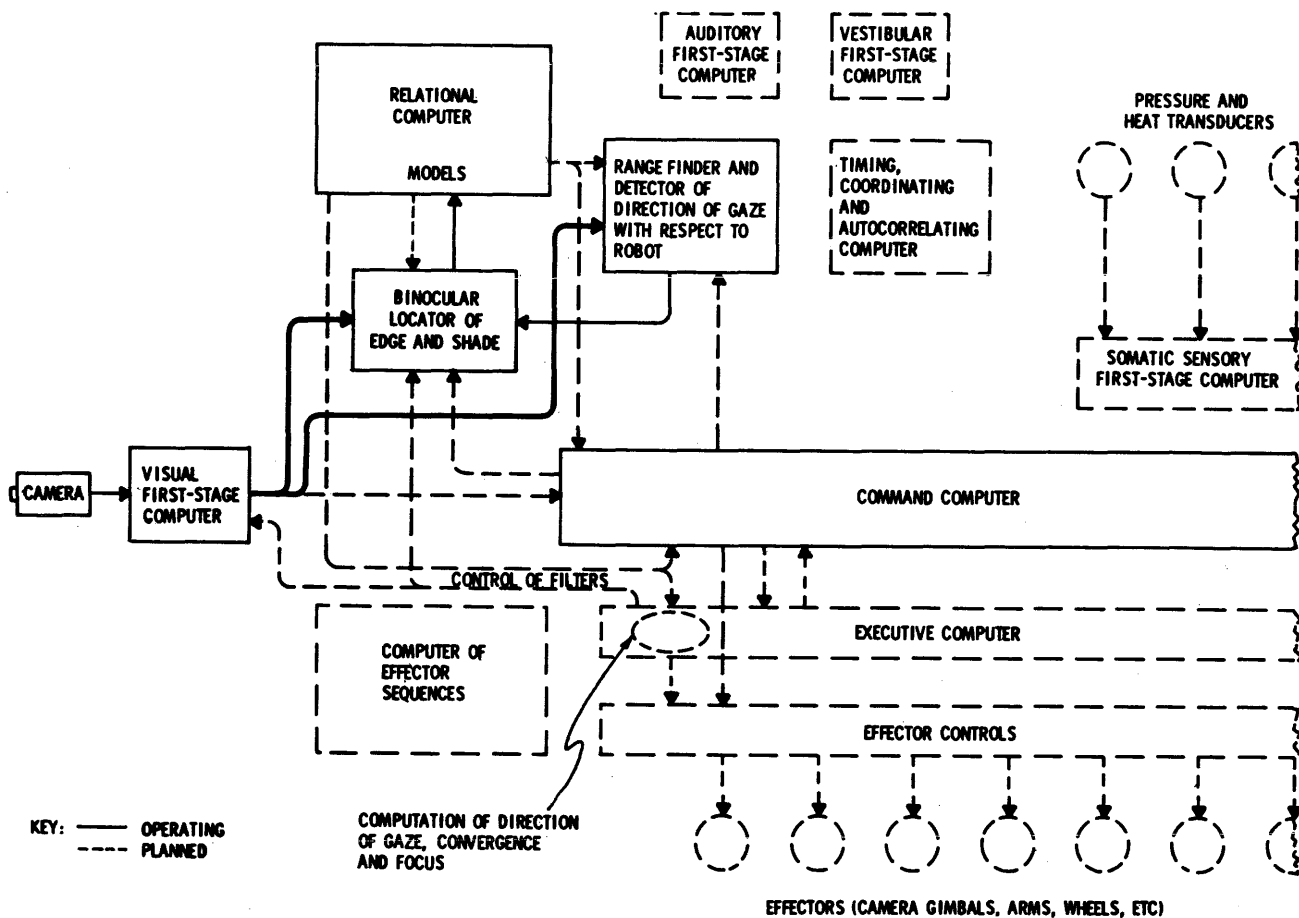 AUDITORY
FIRST-STAGE
COMPUTER
VESTIBULAR
FIRST-STAGE
COMPUTER
RELATIONAL
COMPUTER
MODELS
PRESSURE AND
HEAT TRANSDUCERS
RANGE FINDER AND
DETECTOR OF
DIRECTION OF GAZE
WITH RESPECT TO
ROBOT
TIMING,
COORDINATING
AND
AUTOCORRELATING
COMPUTER
BINOCULAR
LOCATOR OF
EDGE AND SHADE
SOMATIC SENSORY
FIRST-STAGE COMPUTER
CAMERA
VISUAL
FIRST-STAGE
COMPUTER
COMMAND COMPUTER
CONTROL OF FILTERS
EXECUTIVE COMPUTER
COMPUTER OF
EFFECTOR
SEQUENCES
EFFECTOR CONTROLS
KEY: OPERATING
PLANNED
COMPUTATION OF DIRECTION
OF GAZE, CONVERGENCE
AND FOCUS
EFFECTORS (CAMERA GIMBALS, ARMS, WHEELS, ETC)